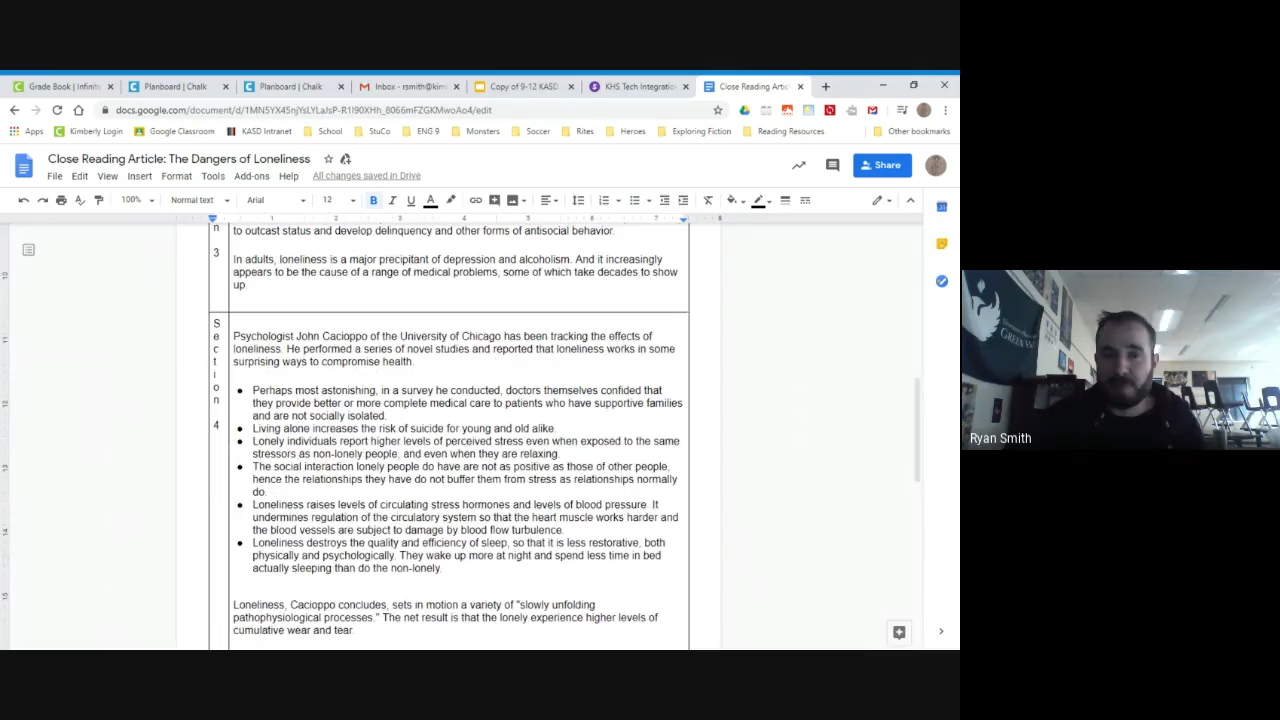 Grade Book | Infinite
Planboard | Chalk
Planboard | Chalk
Inbox - rsmith@kim
Copy of 9-12 KASD
KHS Tech Integration
Close Reading Artic
docs.google.com/document/d/1MN5YX45njYsLYLaJsP-R1I90XHh_8066mFZGKMwoAo4/edit
Apps Kimberly Login Google Classroom KASD Intranet School StuCo ENG 9 Monsters Soccer Rites Heroes Exploring Fiction Reading Resources Other bookmarks
Close Reading Article: The Dangers of Loneliness
File Edit View Insert Format Tools Add-ons Help All changes saved in Drive
Share
100% Normal text Arial 12 B I U A
1 2 3 4 5 6 7 8
n
3
to outcast status and develop delinquency and other forms of antisocial behavior.
In adults, loneliness is a major precipitant of depression and alcoholism. And it increasingly
appears to be the cause of a range of medical problems, some of which take decades to show
up.
S
e
c
t
i
o
n
4
Psychologist John Cacioppo of the University of Chicago has been tracking the effects of
loneliness. He performed a series of novel studies and reported that loneliness works in some
surprising ways to compromise health.
● Perhaps most astonishing, in a survey he conducted, doctors themselves confided that
they provide better or more complete medical care to patients who have supportive families
and are not socially isolated.
● Living alone increases the risk of suicide for young and old alike.
● Lonely individuals report higher levels of perceived stress even when exposed to the same
stressors as non-lonely people, and even when they are relaxing.
● The social interaction lonely people do have are not as positive as those of other people,
hence the relationships they have do not buffer them from stress as relationships normally
do.
● Loneliness raises levels of circulating stress hormones and levels of blood pressure. It
undermines regulation of the circulatory system so that the heart muscle works harder and
the blood vessels are subject to damage by blood flow turbulence.
● Loneliness destroys the quality and efficiency of sleep, so that it is less restorative, both
physically and psychologically. They wake up more at night and spend less time in bed
actually sleeping than do the non-lonely.
Loneliness, Cacioppo concludes, sets in motion a variety of "slowly unfolding
pathophysiological processes." The net result is that the lonely experience higher levels of
cumulative wear and tear.
10
11
12
13
14
15
Ryan Smith